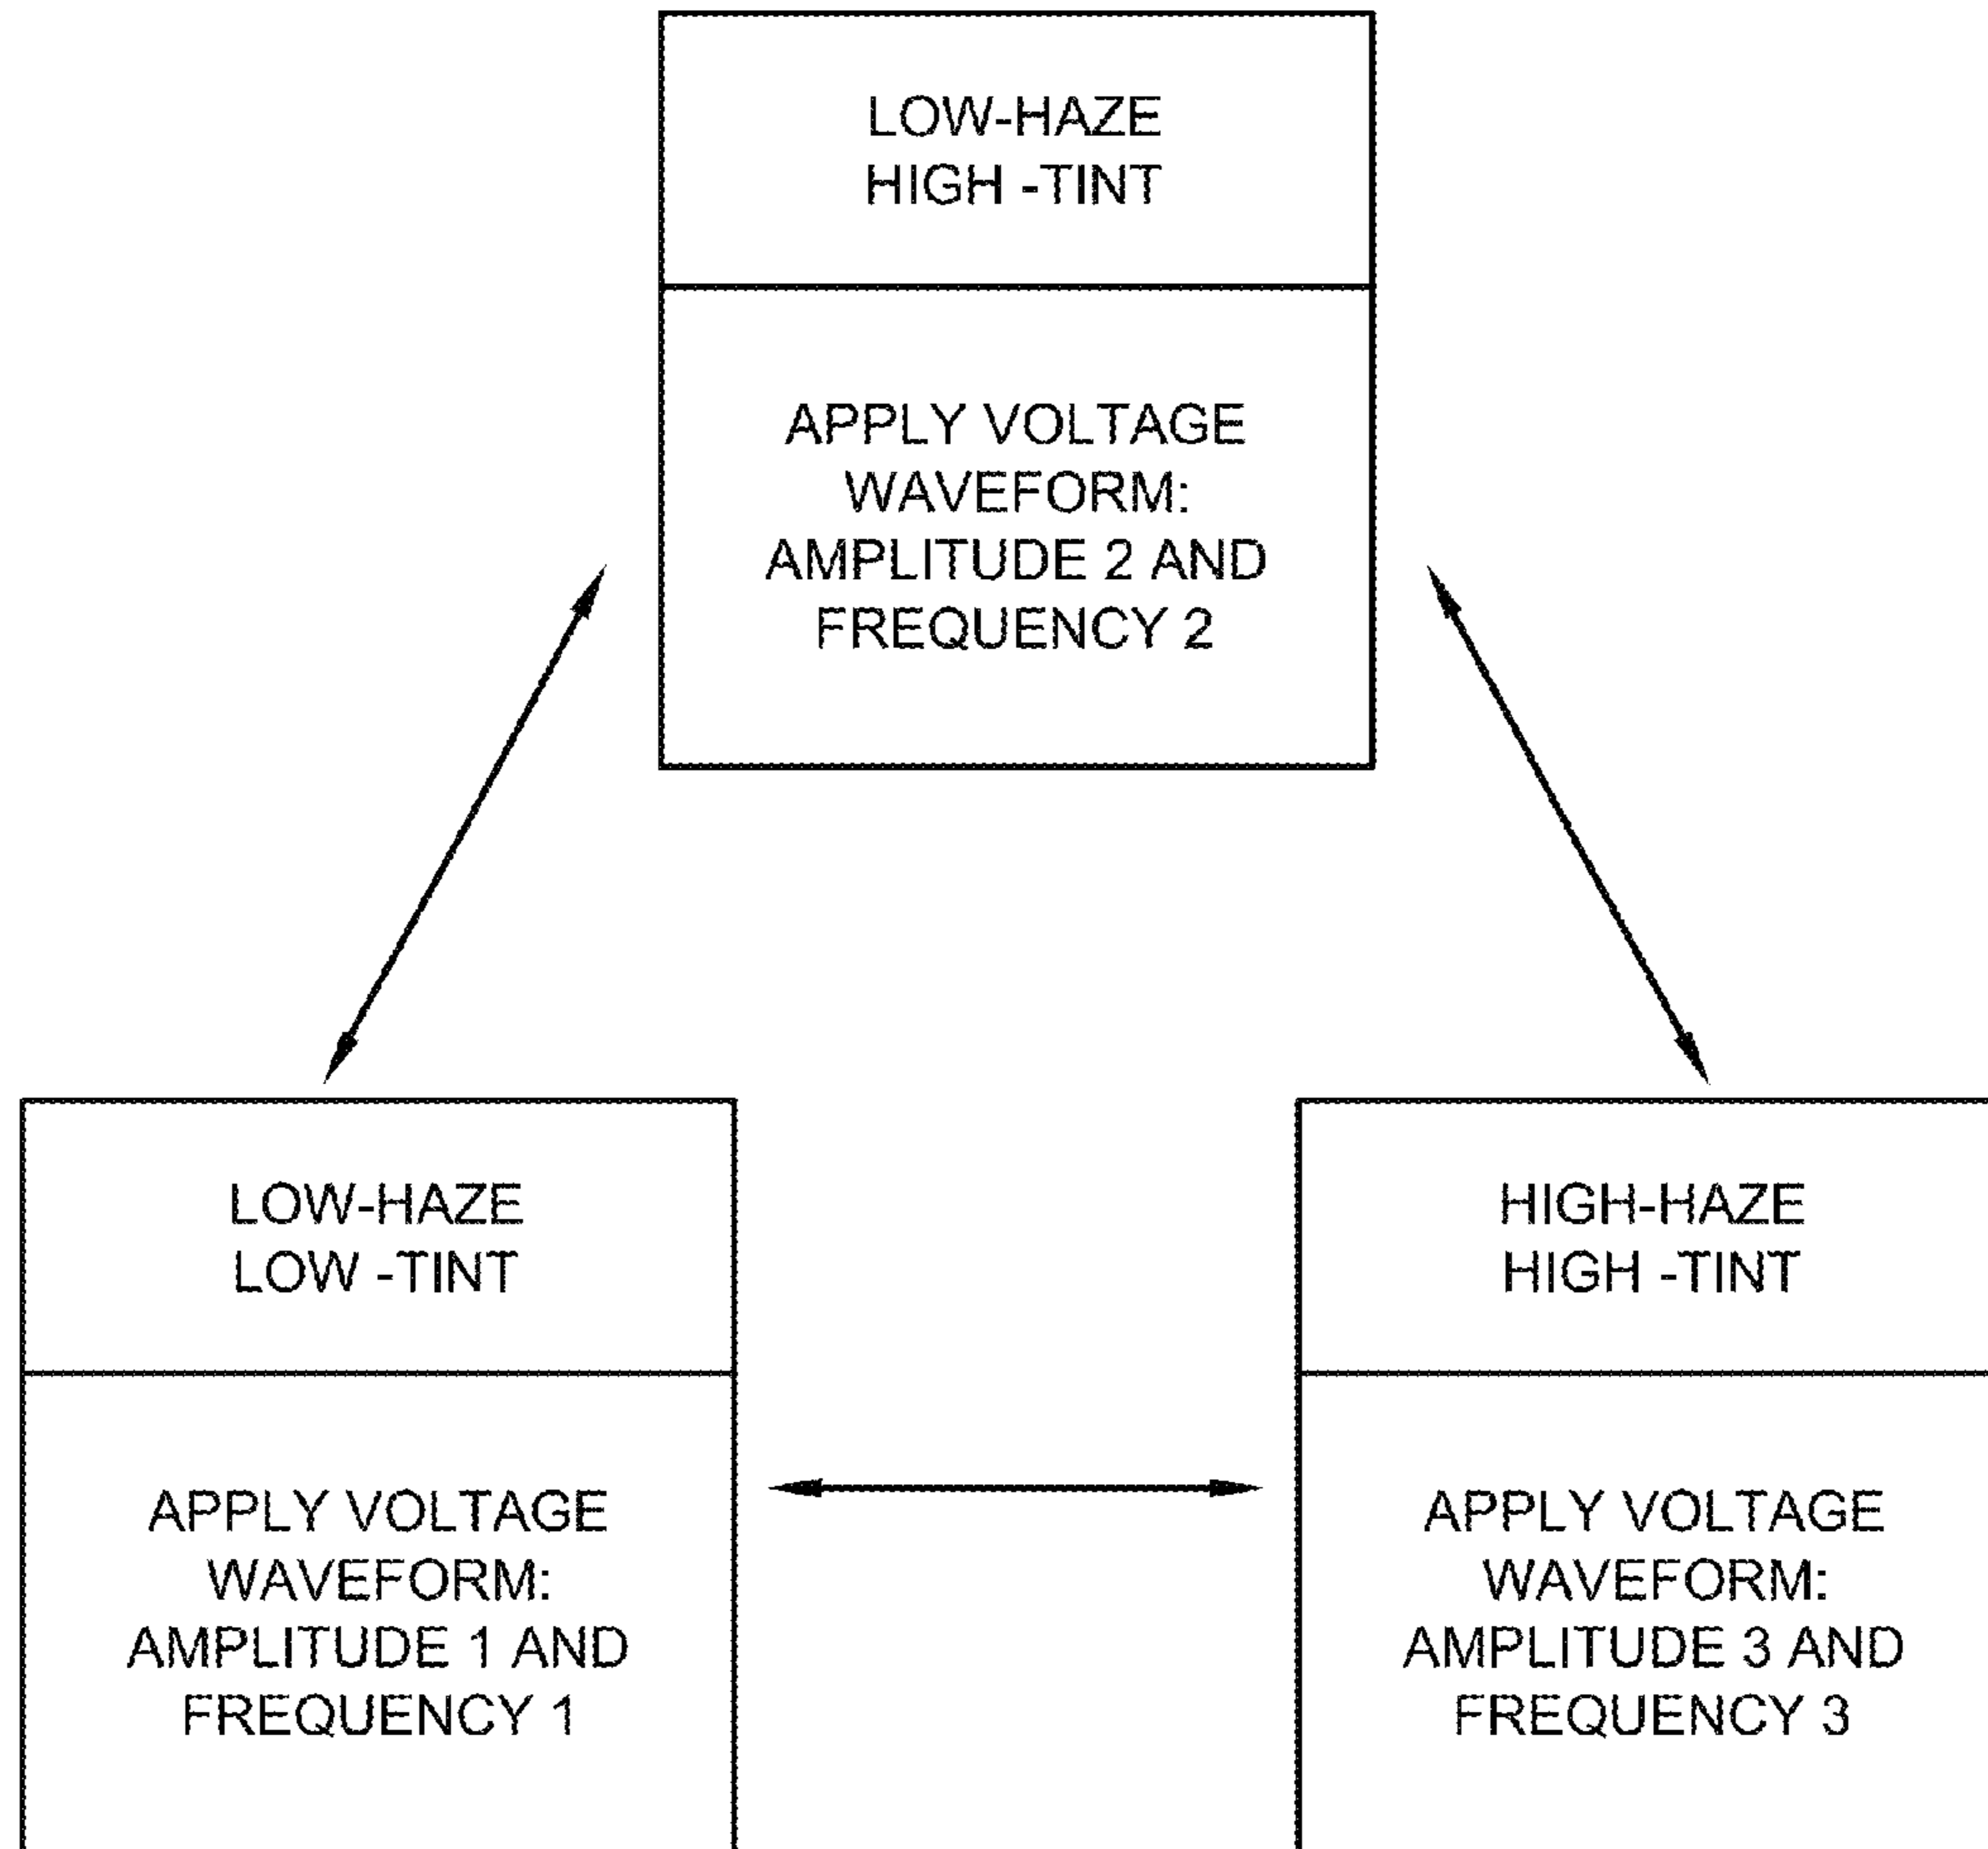 LOW-HAZE
HIGH -TINT
APPLY VOLTAGE
WAVEFORM:
AMPLITUDE 2 AND
FREQUENCY 2
LOW-HAZE
LOW -TINT
APPLY VOLTAGE
WAVEFORM:
AMPLITUDE 1 AND
FREQUENCY 1
HIGH-HAZE
HIGH -TINT
APPLY VOLTAGE
WAVEFORM:
AMPLITUDE 3 AND
FREQUENCY 3